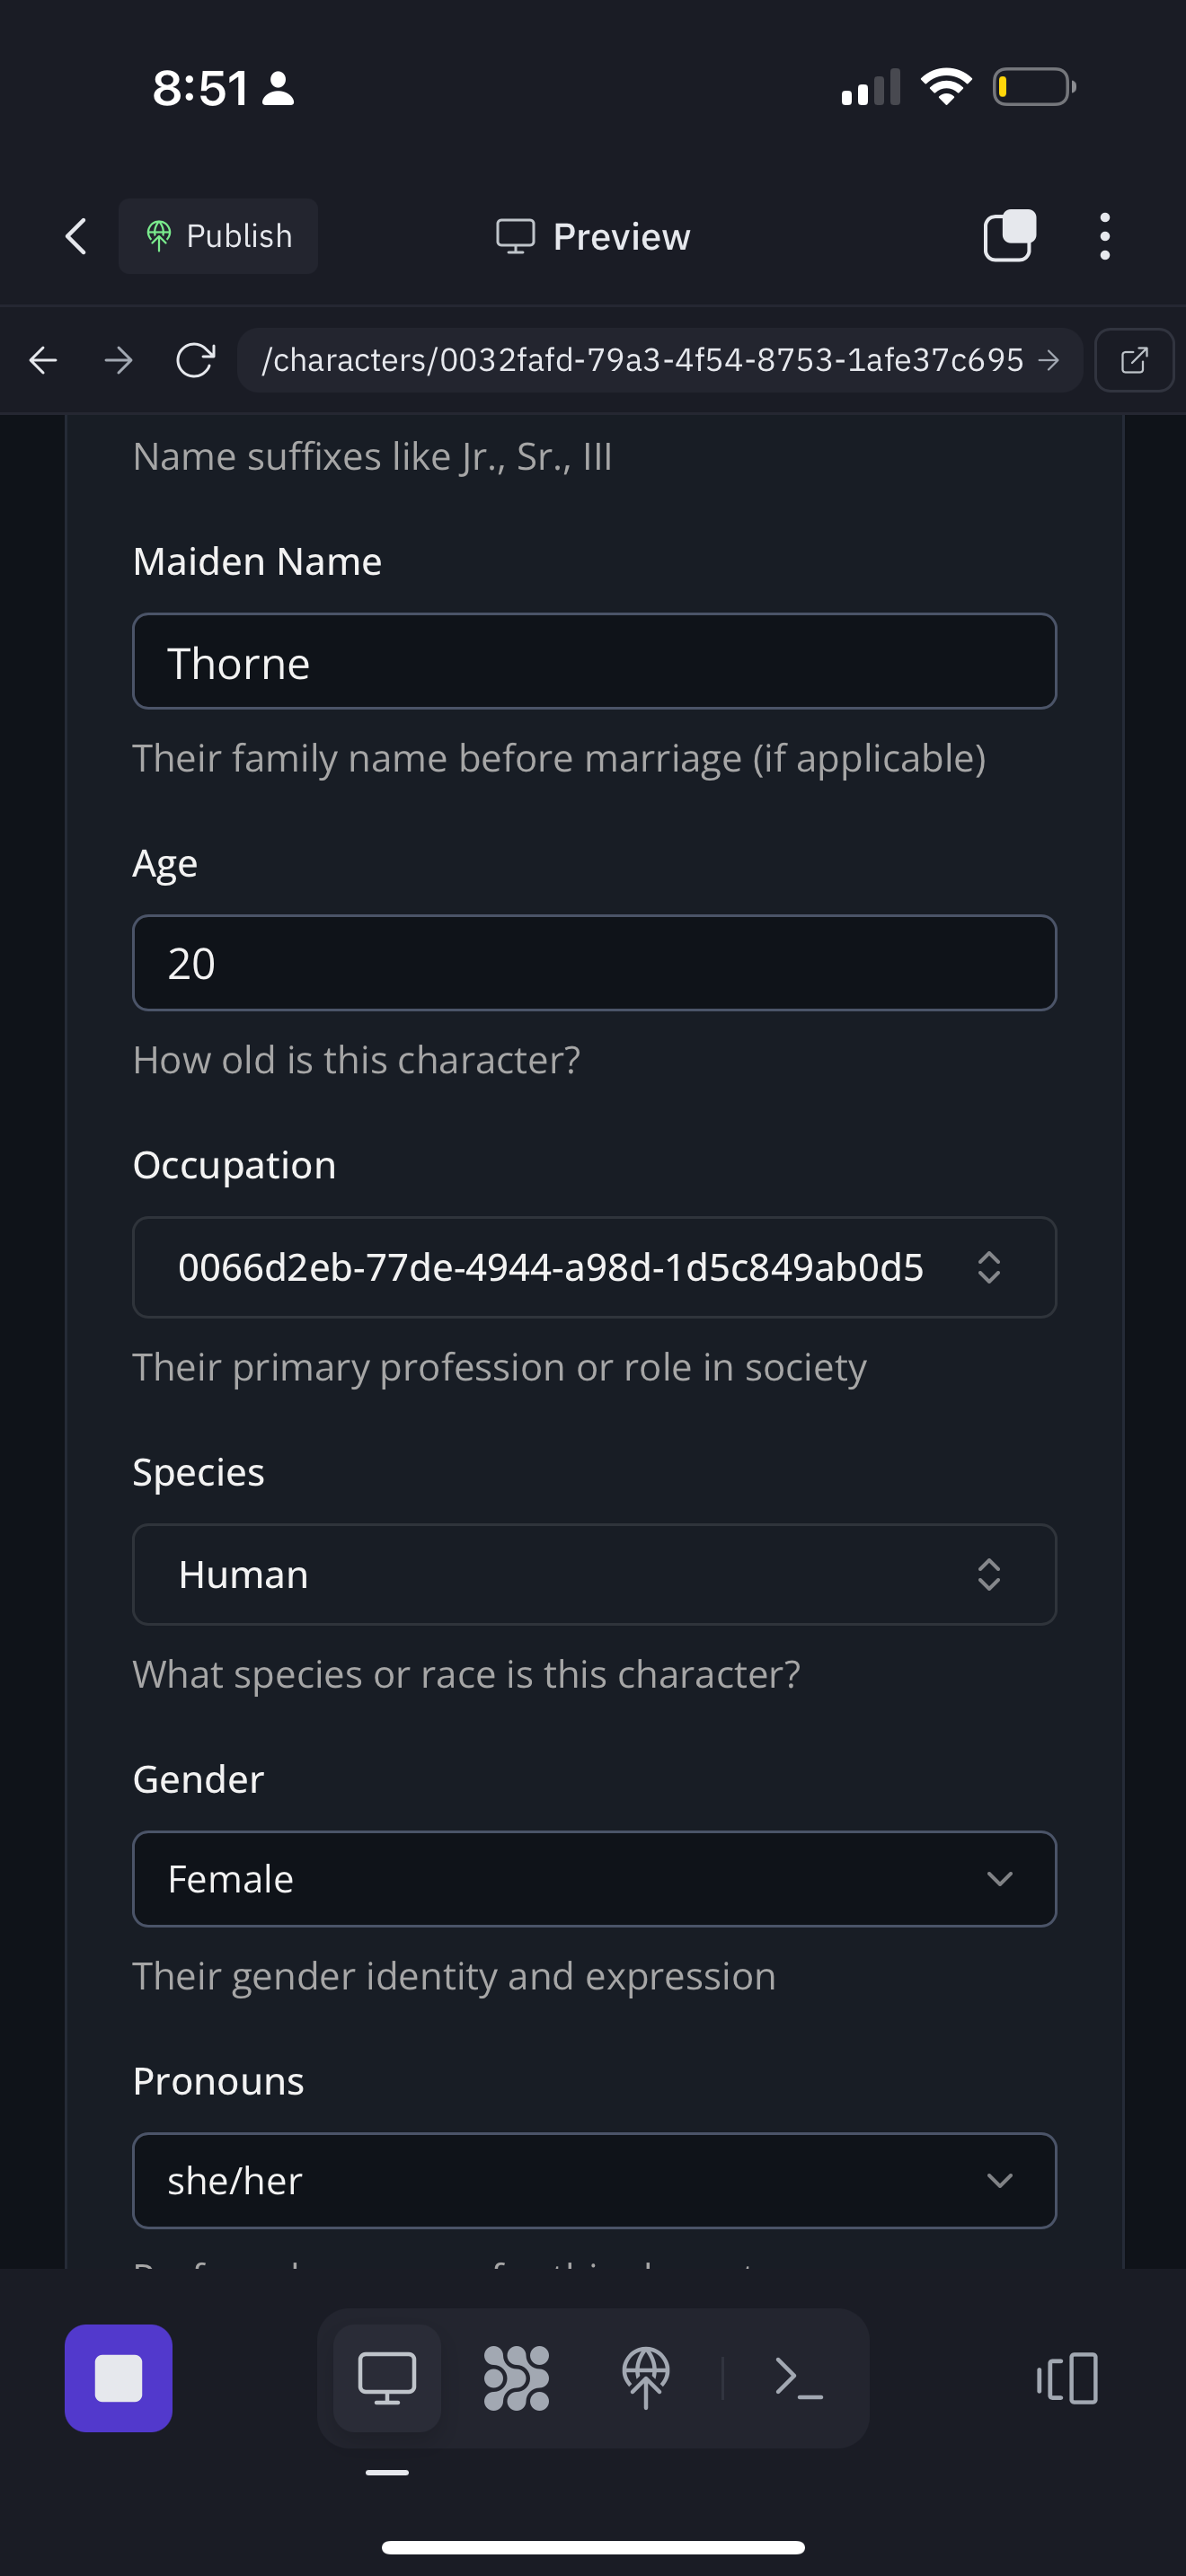 8:51
Publish
Preview
/characters/0032fafd-79a3-4f54-8753-1afe37c695
Name suffixes like Jr., Sr., III
Maiden Name
Thorne
Their family name before marriage (if applicable)
Age
20
How old is this character?
Occupation
0066d2eb-77de-4944-a98d-1d5c849ab0d5
Their primary profession or role in society
Species
Human
What species or race is this character?
Gender
Female
Their gender identity and expression
Pronouns
she/her